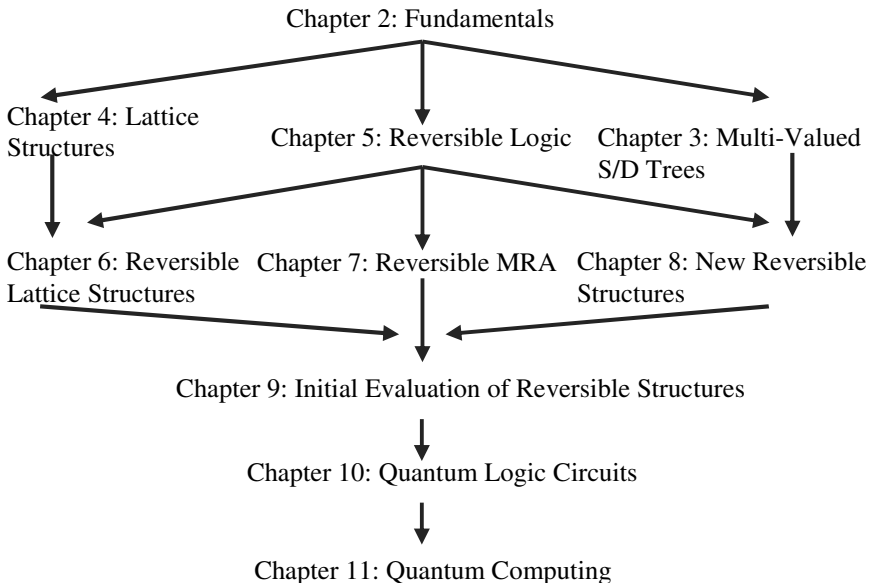 Chapter 2: Fundamentals
Chapter 4: Lattice
Structures
Chapter 5: Reversible Logic
Chapter 3: Multi-Valued
S/D Trees
Chapter 6: Reversible
Lattice Structures
Chapter 7: Reversible MRA
Chapter 8: New Reversible
Structures
Chapter 9: Initial Evaluation of Reversible Structures
Chapter 10: Quantum Logic Circuits
Chapter 11: Quantum Computing